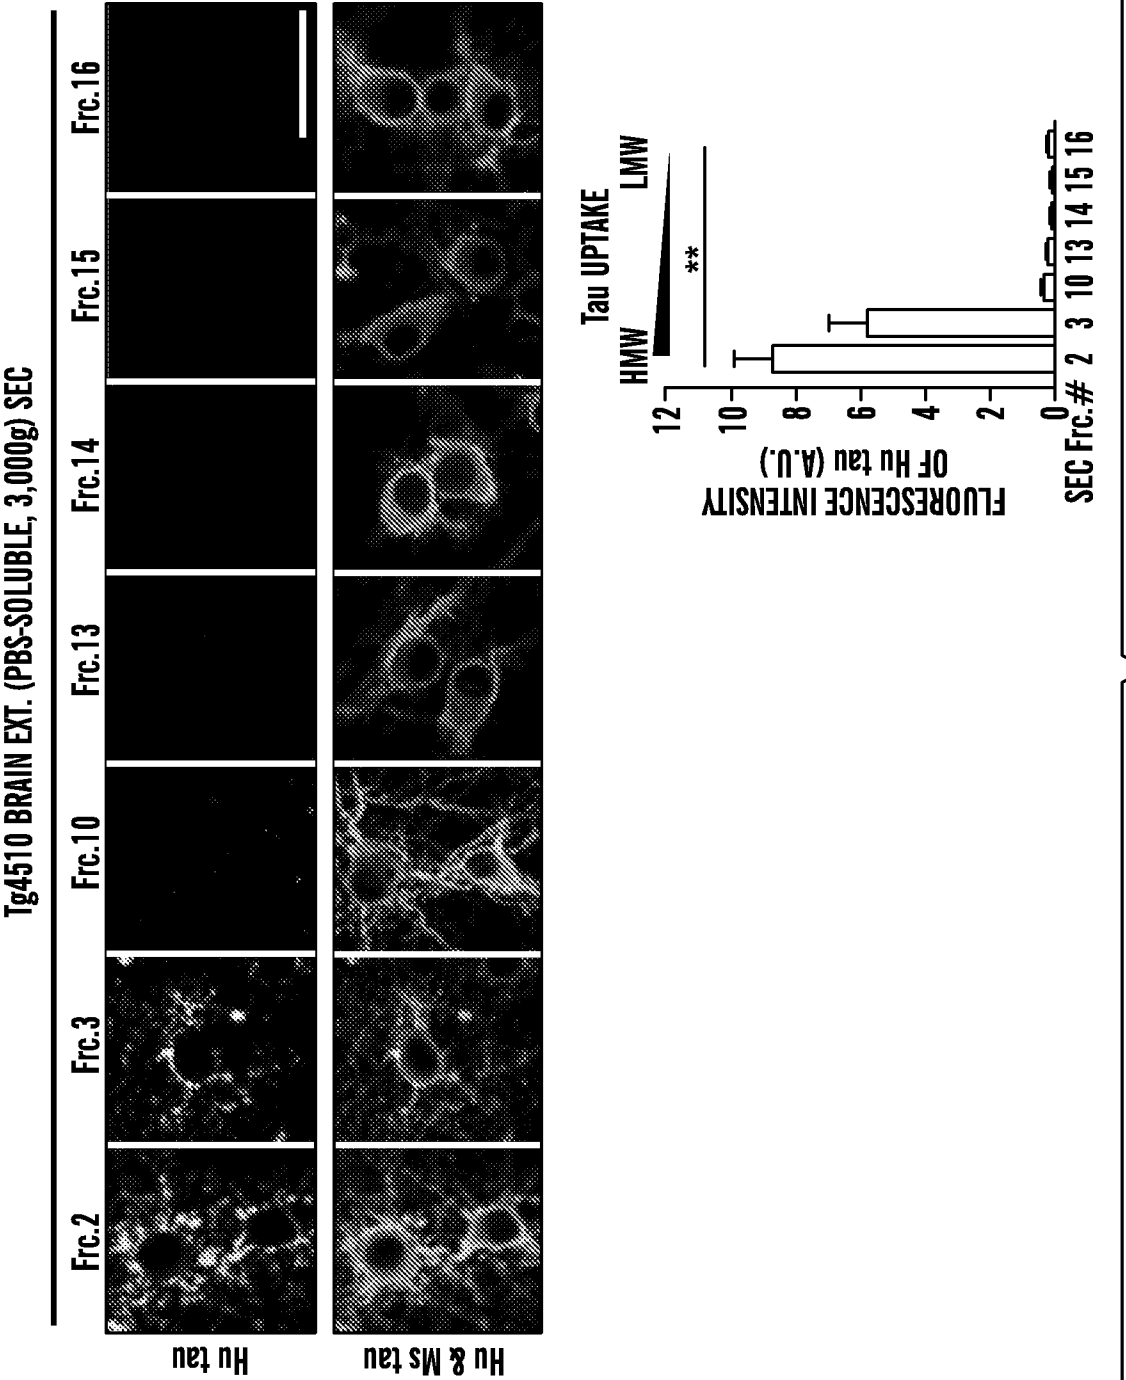 Tg4510 BRAIN EXT. (PBS-SOLUBLE, 3,000g) SEC
Frc.2 Frc.3 Frc.10 Frc.13 Frc.14 Frc.15 Frc.16
Hu tau
Hu & Ms tau
Tau UPTAKE
HMW LMW
**
FLUORESCENCE INTENSITY
OF Hu tau (A.U.)
12
10
8
6
4
2
0
SEC Frc.# 2 3 10 13 14 15 16